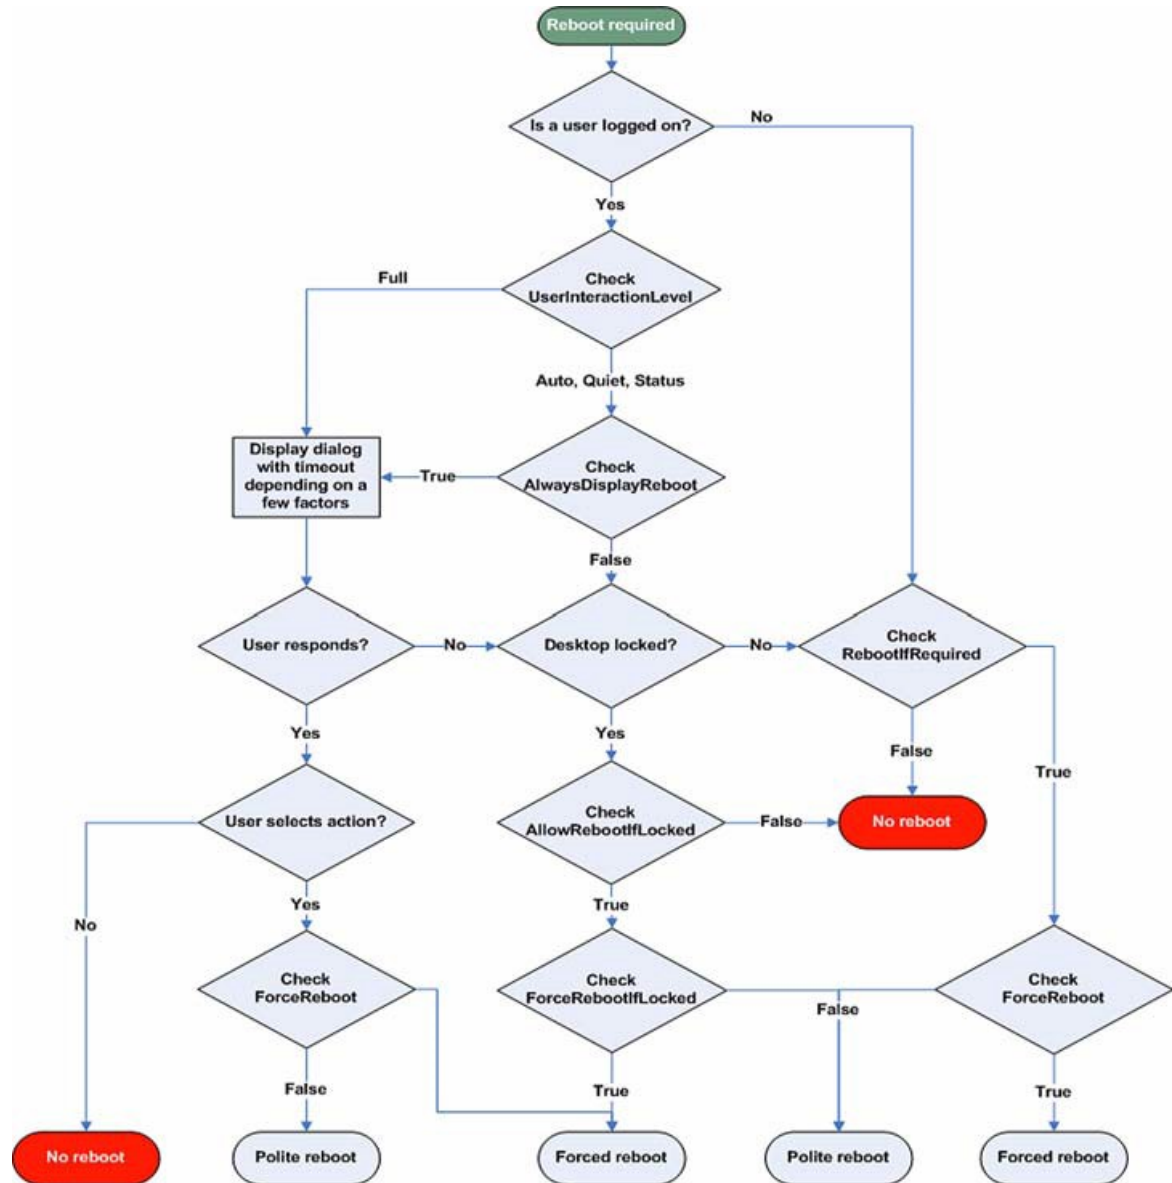 Reboot required
Is a user logged on?
No
Yes
Check
UserInteractionLevel
Full
Auto, Quiet, Status
Display dialog
with timeout
depending on a
few factors
True
Check
AlwaysDisplayReboot
False
User responds?
No
Desktop locked?
No
Check
RebootIfRequired
Yes
Yes
False
True
User selects action?
Check
AllowRebootIfLocked
False
No reboot
No
Yes
True
Check
ForceReboot
Check
ForceRebootIfLocked
False
Check
ForceReboot
False
True
True
No reboot
Polite reboot
Forced reboot
Polite reboot
Forced reboot